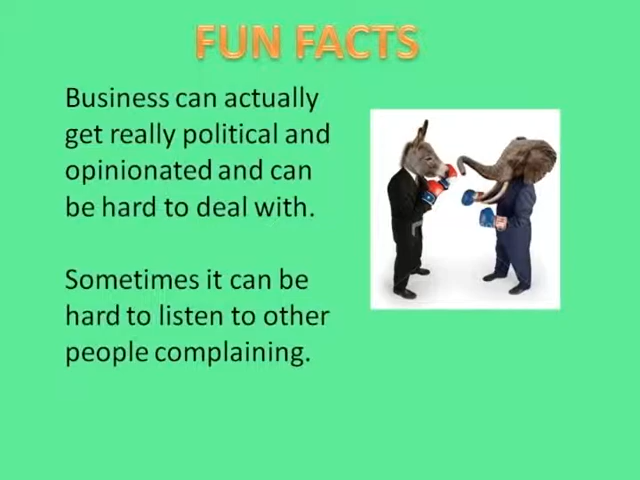 FUN FACTS
Business can actually
get really political and
opinionated and can
be hard to deal with.
Sometimes it can be
hard to listen to other
people complaining.